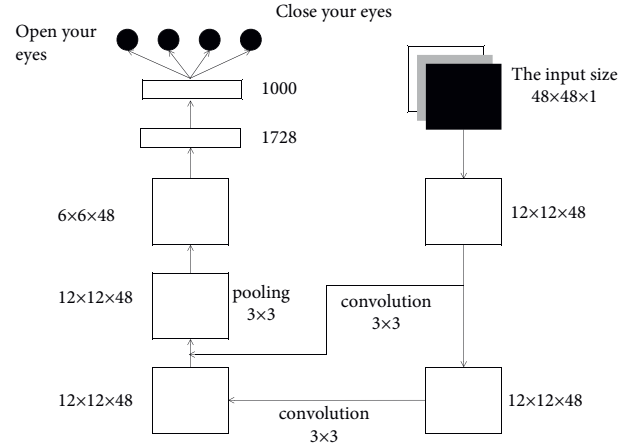 Close your eyes
Open your
eyes
The input size
48×48×1
1000
1728
6×6×48
12×12×48
12×12×48
pooling
3×3
convolution
3×3
12×12×48
12×12×48
convolution
3×3